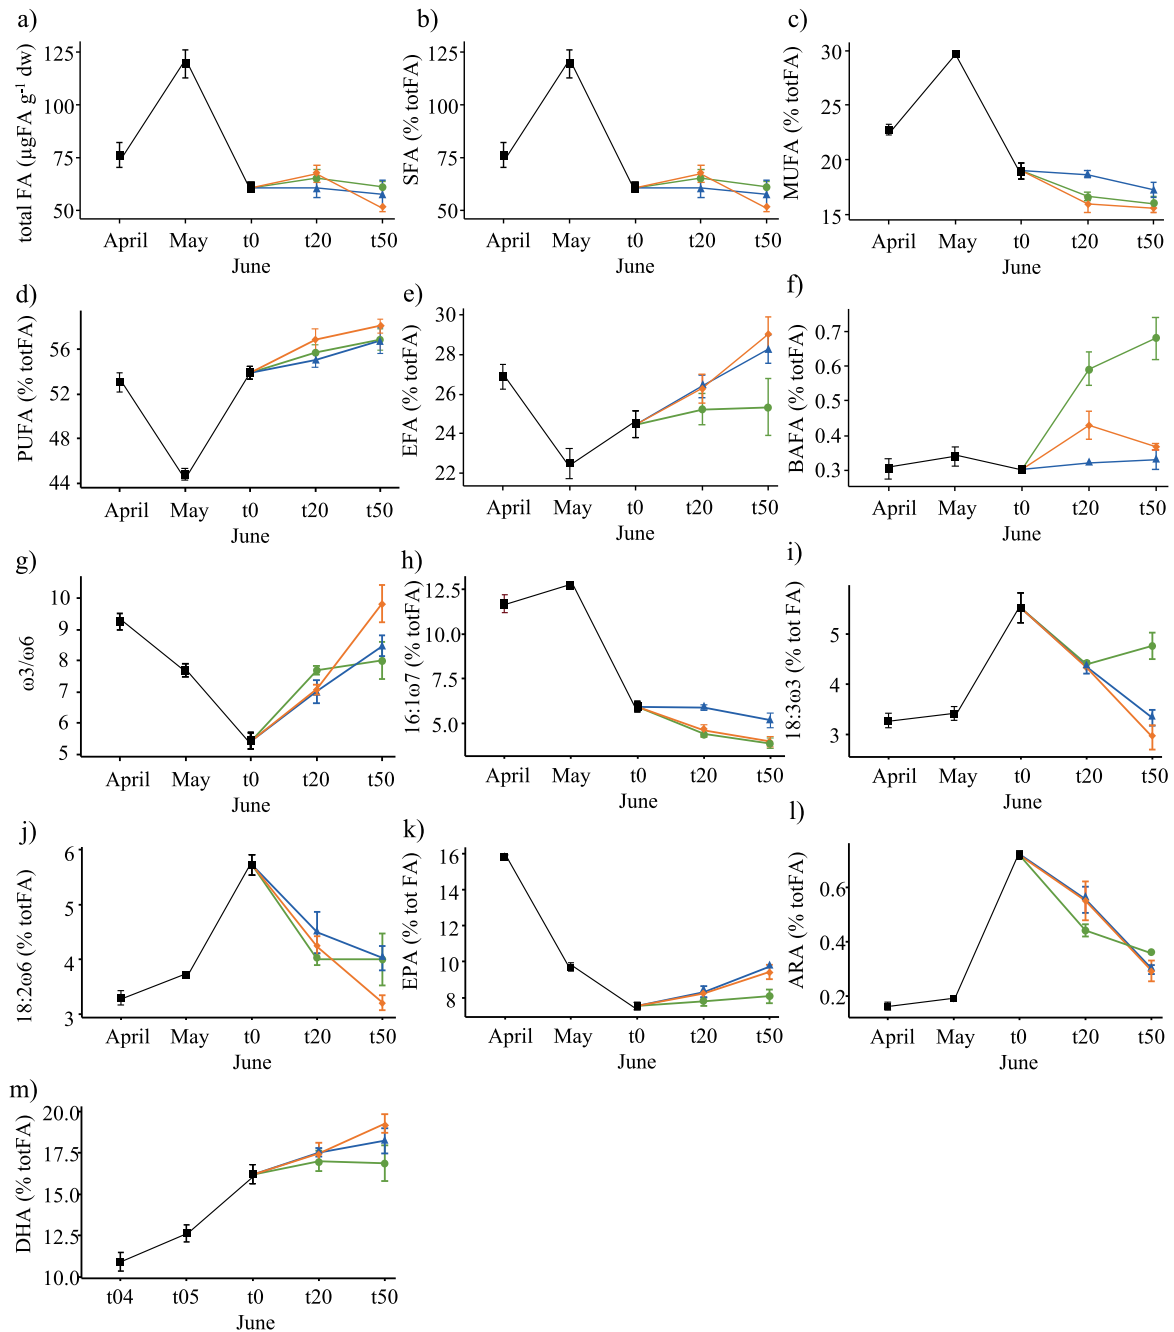 a)
total FA (µgFA g⁻¹ dw)
125
100
75
50
April May t0 t20 t50
June
b)
SFA (% totFA)
125
100
75
50
April May t0 t20 t50
June
c)
MUFA (% totFA)
30
25
20
15
April May t0 t20 t50
June
d)
PUFA (% totFA)
56
52
48
44
April May t0 t20 t50
June
e)
EFA (% totFA)
30
28
26
24
22
April May t0 t20 t50
June
f)
BAFA (% totFA)
0.7
0.6
0.5
0.4
0.3
April May t0 t20 t50
June
g)
ω3/ω6
10
9
8
7
6
5
April May t0 t20 t50
June
h)
16:1ω7 (% totFA)
12.5
10.0
7.5
5.0
April May t0 t20 t50
June
i)
18:3ω3 (% tot FA)
5
4
3
April May t0 t20 t50
June
j)
18:2ω6 (% totFA)
6
5
4
3
April May t0 t20 t50
June
k)
EPA (% tot FA)
16
14
12
10
8
April May t0 t20 t50
June
l)
ARA (% totFA)
0.6
0.4
0.2
April May t0 t20 t50
June
m)
DHA (% totFA)
20.0
17.5
15.0
12.5
10.0
t04 t05 t0 t20 t50
June